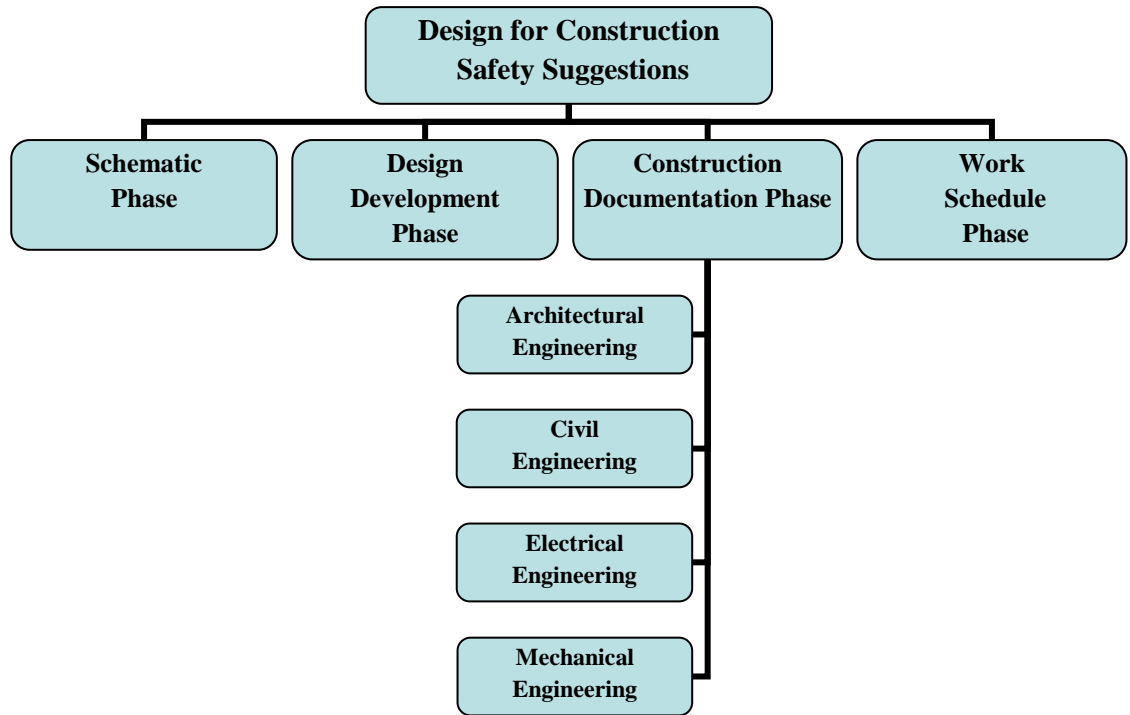 Design for Construction
Safety Suggestions
Schematic
Phase
Design
Development
Phase
Construction
Documentation Phase
Work
Schedule
Phase
Architectural
Engineering
Civil
Engineering
Electrical
Engineering
Mechanical
Engineering